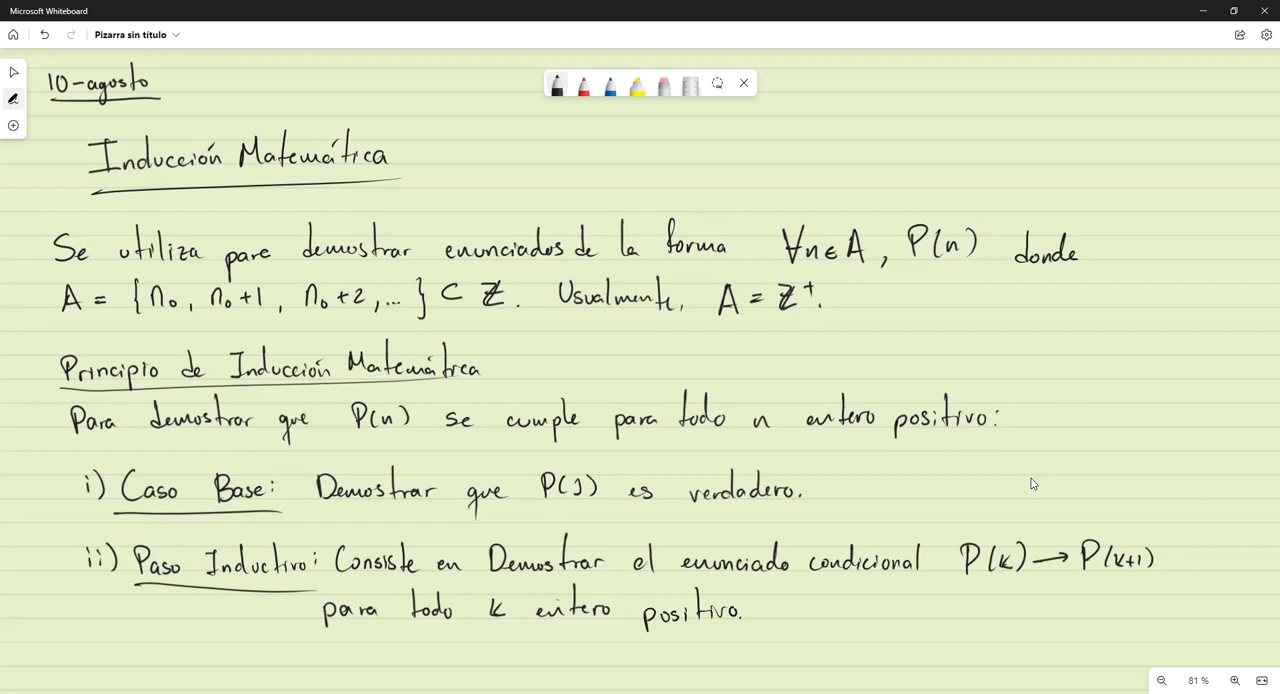 Microsoft Whiteboard
Pizarra sin título
10-agosto
Inducción Matemática
Se utiliza para demostrar enunciados de la forma ∀n∈A, P(n) donde
A = {n₀, n₀+1, n₀+2, ...} ⊂ ℤ. Usualmente, A = ℤ⁺.
Principio de Inducción Matemática
Para demostrar que P(n) se cumple para todo n entero positivo:
i) Caso Base: Demostrar que P(1) es verdadero.
ii) Paso Inductivo: Consiste en Demostrar el enunciado condicional P(k) → P(k+1)
para todo k entero positivo.
81 %